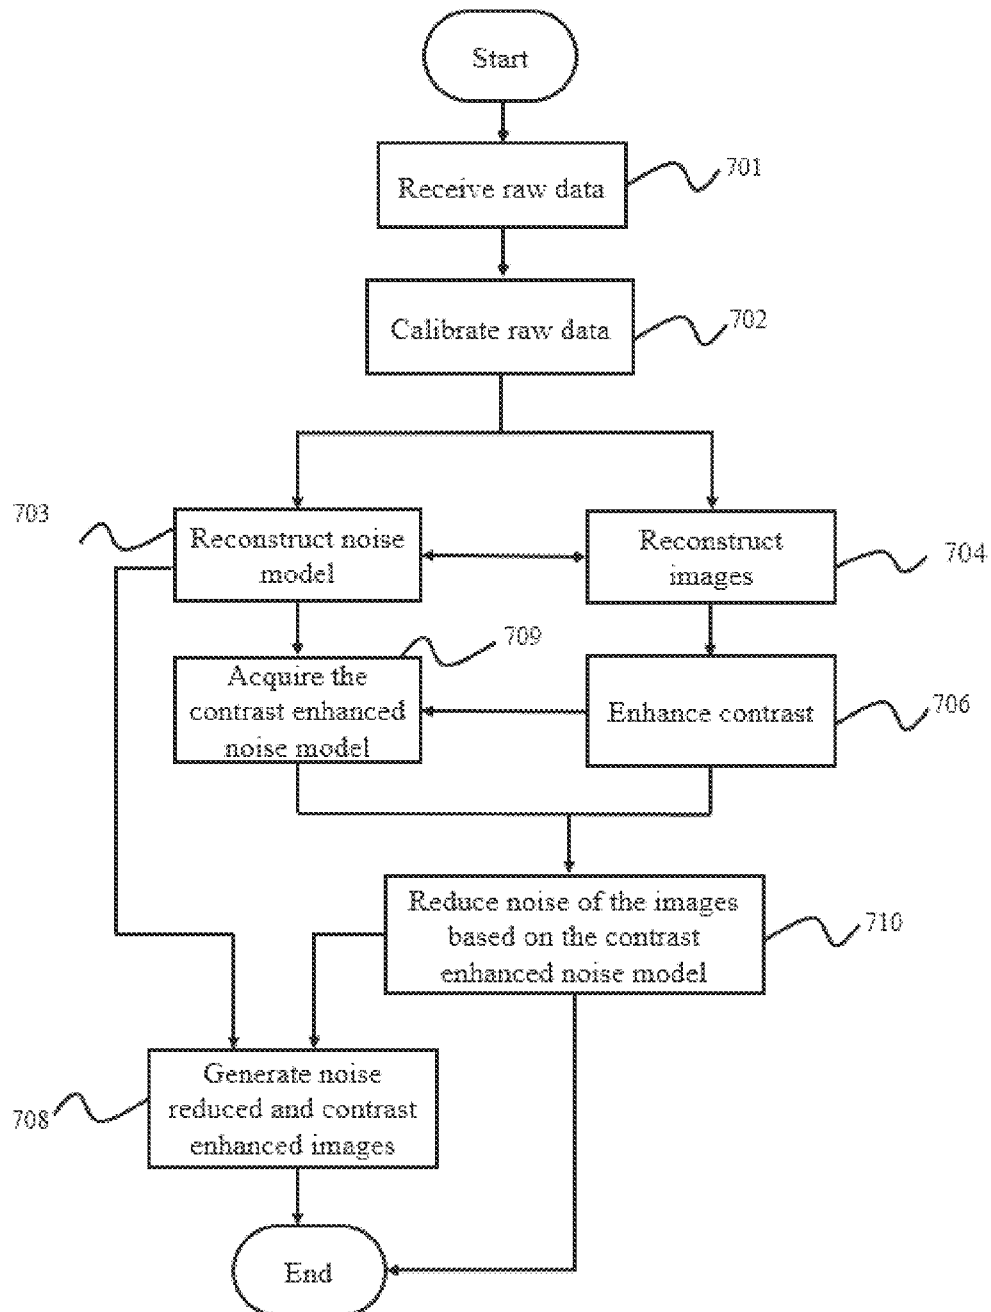 Start
Receive raw data
701
Calibrate raw data
702
703
Reconstruct noise
model
Reconstruct
images
704
709
Acquire the
contrast enhanced
noise model
Enhance contrast
706
Reduce noise of the images
based on the contrast
enhanced noise model
710
Generate noise
reduced and contrast
enhanced images
708
End